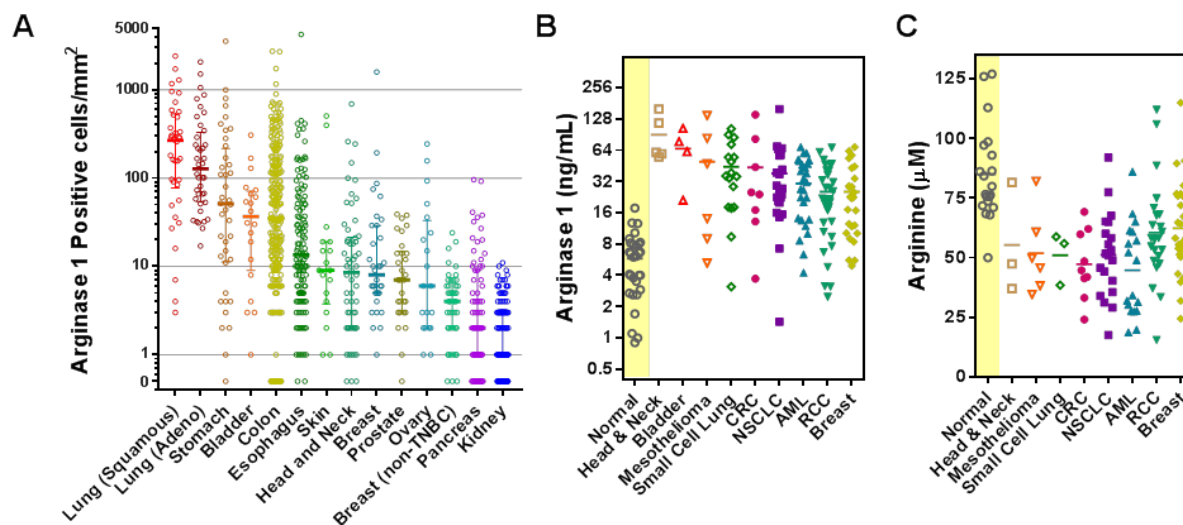 A
Arginase 1 Positive cells/mm²
5000
1000
100
10
1
0
Lung (Squamous)
Lung (Adeno)
Stomach
Bladder
Colon
Esophagus
Skin
Head and Neck
Breast
Prostate
Ovary
Breast (non-TNBC)
Pancreas
Kidney
B
Arginase 1 (ng/mL)
256
128
64
32
16
8
4
2
1
0.5
Normal
Head & Neck
Bladder
Mesothelioma
Small Cell Lung
CRC
NSCLC
AML
RCC
Breast
C
Arginine (μM)
125
100
75
50
25
0
Normal
Head & Neck
Mesothelioma
Small Cell Lung
CRC
NSCLC
AML
RCC
Breast